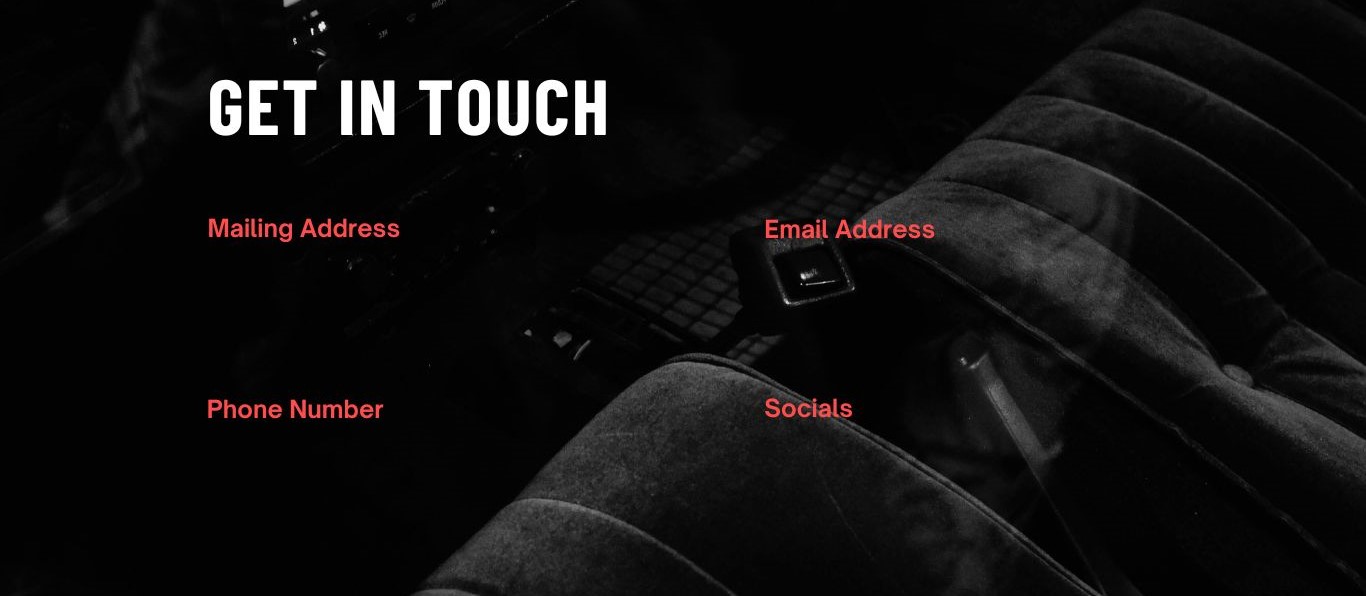 GET IN TOUCH
Mailing Address
Email Address
Phone Number
Socials